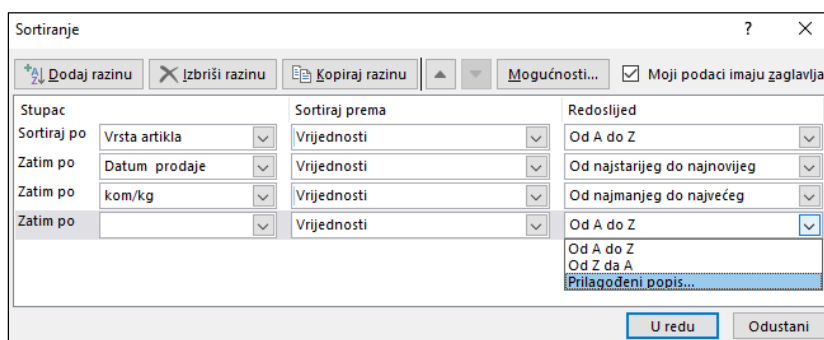 Sortiranje ?
Dodaj razinu Izbriši razinu Kopiraj razinu Mogućnosti... Moji podaci imaju zaglavlja
Stupac Sortiraj prema Redoslijed
Sortiraj po Vrsta artikla Vrijednosti Od A do Z
Zatim po Datum prodaje Vrijednosti Od najstarijeg do najnovijeg
Zatim po kom/kg Vrijednosti Od najmanjeg do najvećeg
Zatim po Vrijednosti Od A do Z
Od A do Z
Od Z da A
Prilagođeni popis...
U redu Odustani